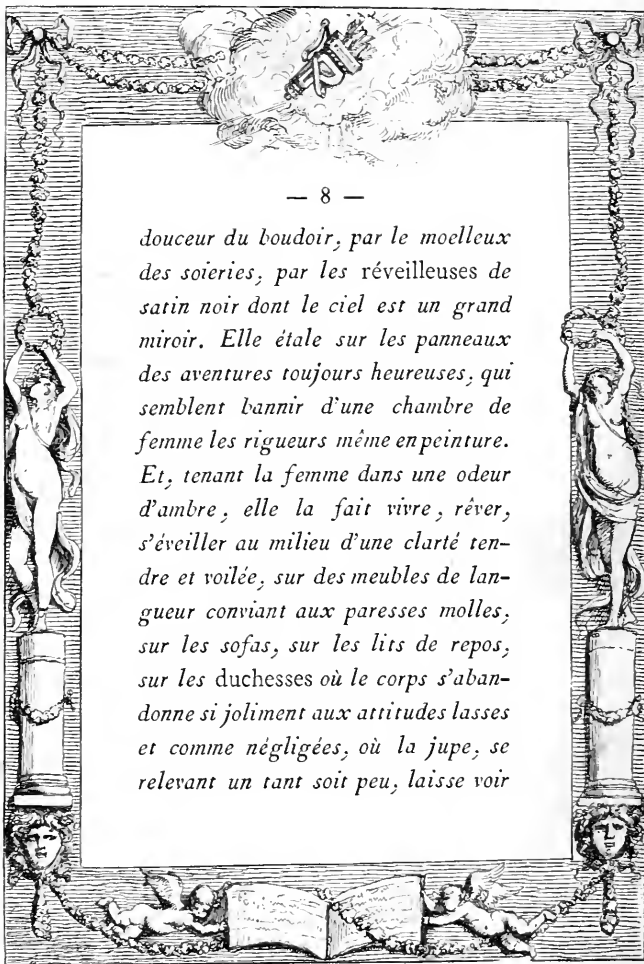 — 8 —
douceur du boudoir, par le moelleux
des soieries, par les réveilleuses de
satin noir dont le ciel est un grand
miroir. Elle étale sur les panneaux
des aventures toujours heureuses, qui
semblent bannir d'une chambre de
femme les rigueurs même en peinture.
Et, tenant la femme dans une odeur
d'ambre, elle la fait vivre, rêver,
s'éveiller au milieu d'une clarté ten-
dre et voilée, sur des meubles de lan-
gueur conviant aux paresses molles,
sur les sofas, sur les lits de repos,
sur les duchesses où le corps s'aban-
donne si joliment aux attitudes lasses
et comme négligées, où la jupe, se
relevant un tant soit peu, laisse voir